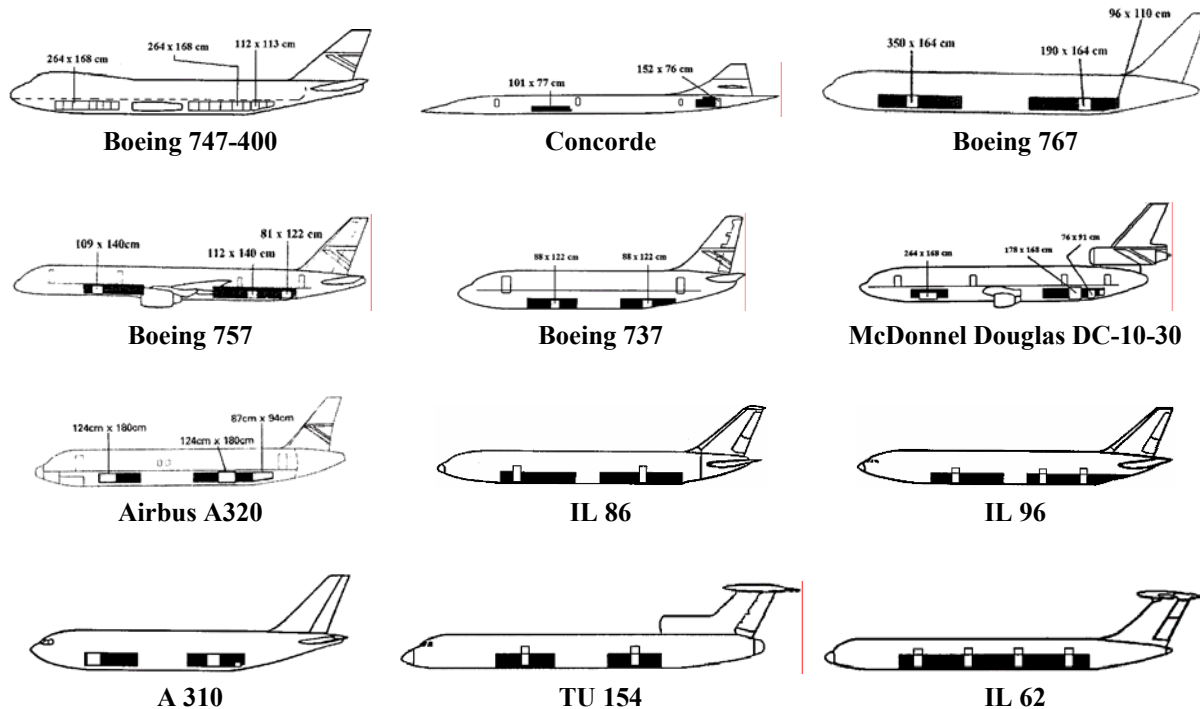 264 x 168 cm
264 x 168 cm
112 x 113 cm
Boeing 747-400
101 x 77 cm
152 x 76 cm
Concorde
350 x 164 cm
190 x 164 cm
96 x 110 cm
Boeing 767
109 x 140cm
112 x 140 cm
81 x 122 cm
Boeing 757
88 x 122 cm
88 x 122 cm
Boeing 737
264 x 168 cm
178 x 168 cm
76 x 91 cm
McDonnel Douglas DC-10-30
124cm x 180cm
124cm x 180cm
87cm x 94cm
Airbus A320
IL 86
IL 96
A 310
TU 154
IL 62